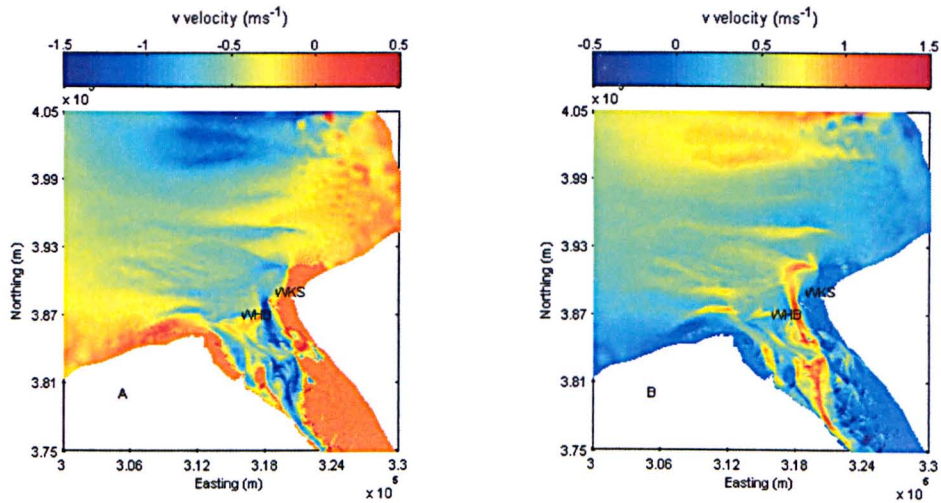 v velocity (ms⁻¹)
-1.5 -1 -0.5 0 0.5
x 10
4.05
3.99
3.93
3.87
3.81
3.75
Northing (m)
WKS
WHB
A
3 3.06 3.12 3.18 3.24 3.3
Easting (m)
x 10⁵
v velocity (ms⁻¹)
-0.5 0 0.5 1 1.5
x 10
4.05
3.99
3.93
3.87
3.81
3.75
Northing (m)
WKS
WHB
B
3 3.06 3.12 3.18 3.24 3.3
Easting (m)
x 10⁵